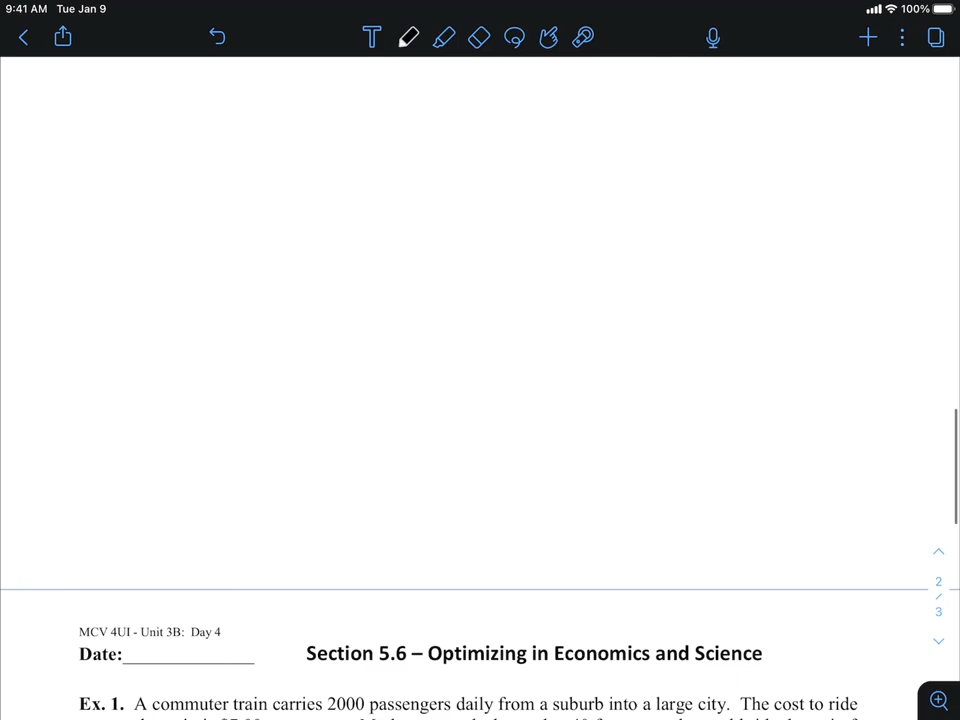 9:41 AM Tue Jan 9
100%
2
/
3
MCV 4UI - Unit 3B: Day 4
Date:______________
Section 5.6 – Optimizing in Economics and Science
Ex. 1. A commuter train carries 2000 passengers daily from a suburb into a large city. The cost to ride